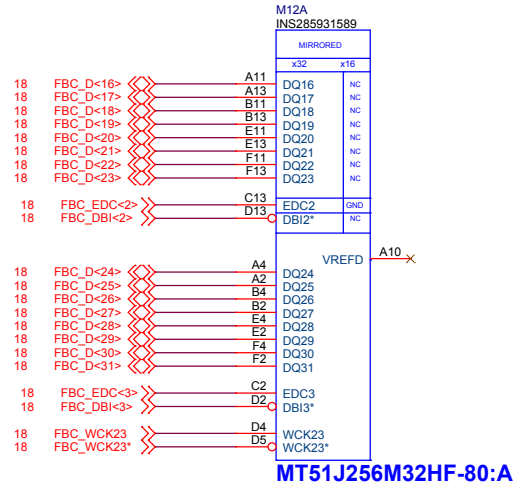 M12A
INS285931589
MIRRORED
x32 x16
18 FBC_D<16> A11 DQ16 NC
18 FBC_D<17> A13 DQ17 NC
18 FBC_D<18> B11 DQ18 NC
18 FBC_D<19> B13 DQ19 NC
18 FBC_D<20> E11 DQ20 NC
18 FBC_D<21> E13 DQ21 NC
18 FBC_D<22> F11 DQ22 NC
18 FBC_D<23> F13 DQ23 NC
18 FBC_EDC<2> C13 EDC2 GND
18 FBC_DBI<2> D13 DBI2* NC
VREFD A10
18 FBC_D<24> A4 DQ24
18 FBC_D<25> A2 DQ25
18 FBC_D<26> B4 DQ26
18 FBC_D<27> B2 DQ27
18 FBC_D<28> E4 DQ28
18 FBC_D<29> E2 DQ29
18 FBC_D<30> F4 DQ30
18 FBC_D<31> F2 DQ31
18 FBC_EDC<3> C2 EDC3
18 FBC_DBI<3> D2 DBI3*
18 FBC_WCK23 D4 WCK23
18 FBC_WCK23* D5 WCK23*
MT51J256M32HF-80:A